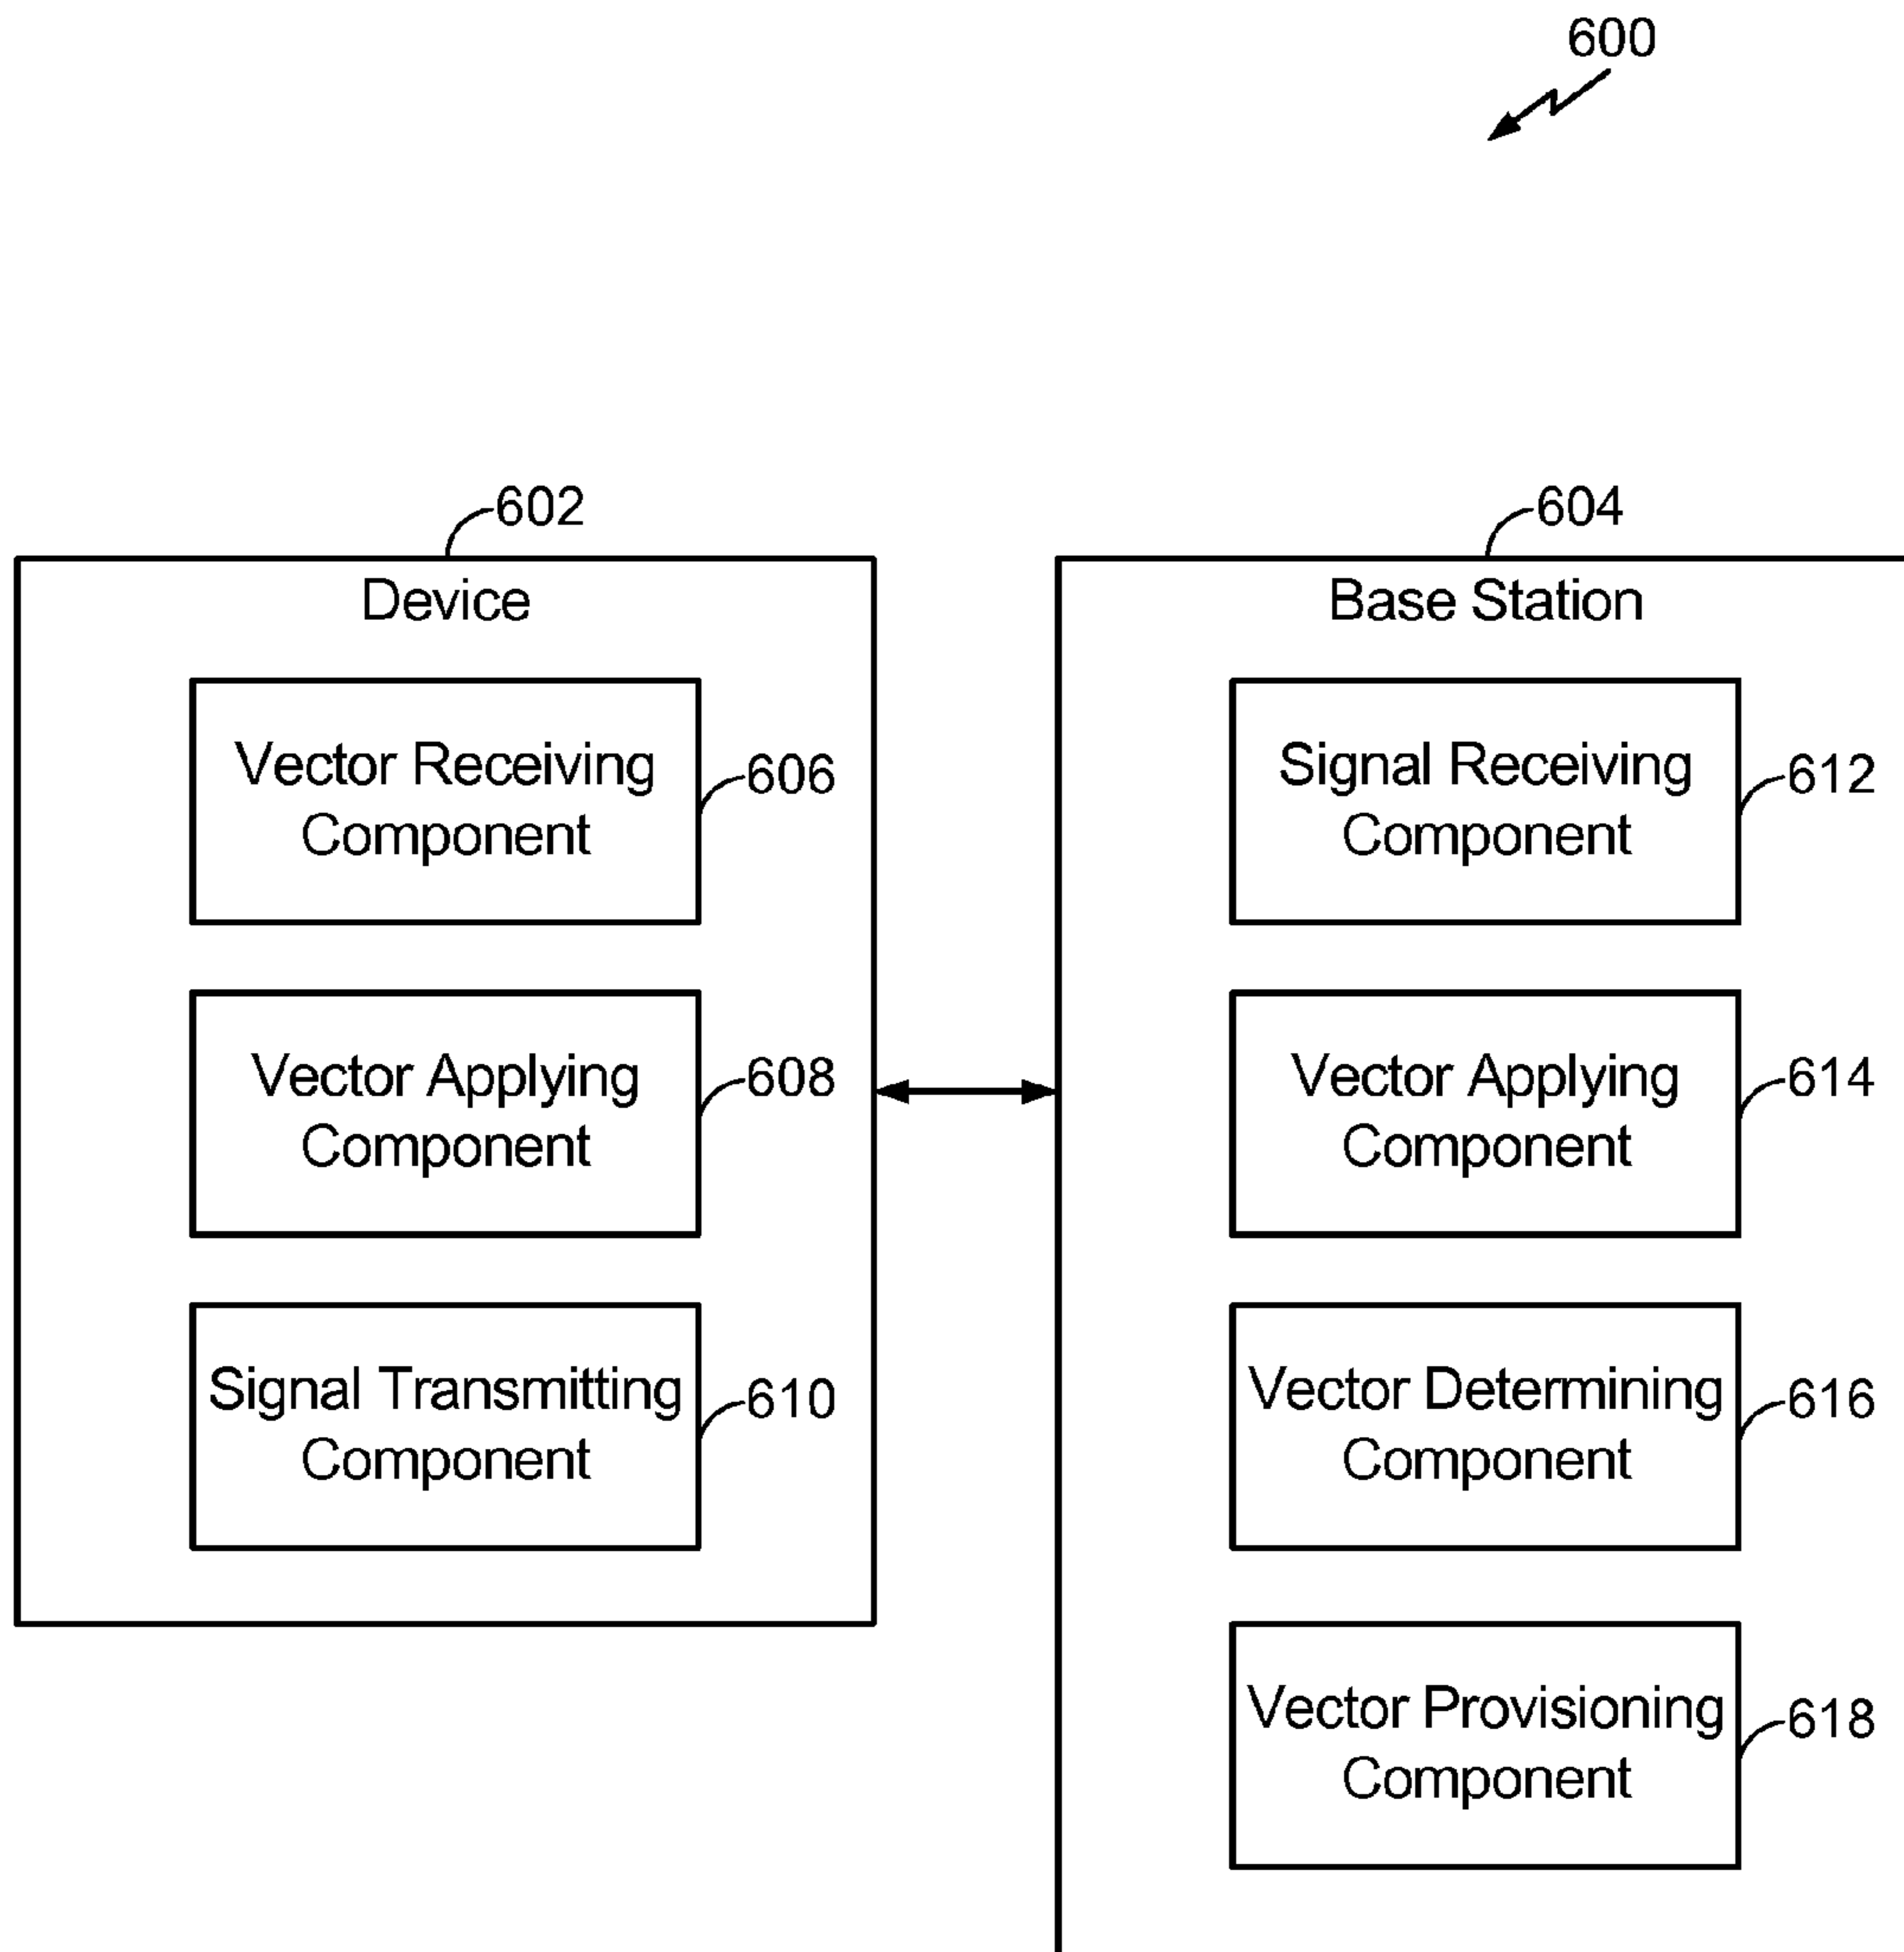 600
602
Device
Vector Receiving
Component
606
Vector Applying
Component
608
Signal Transmitting
Component
610
604
Base Station
Signal Receiving
Component
612
Vector Applying
Component
614
Vector Determining
Component
616
Vector Provisioning
Component
618